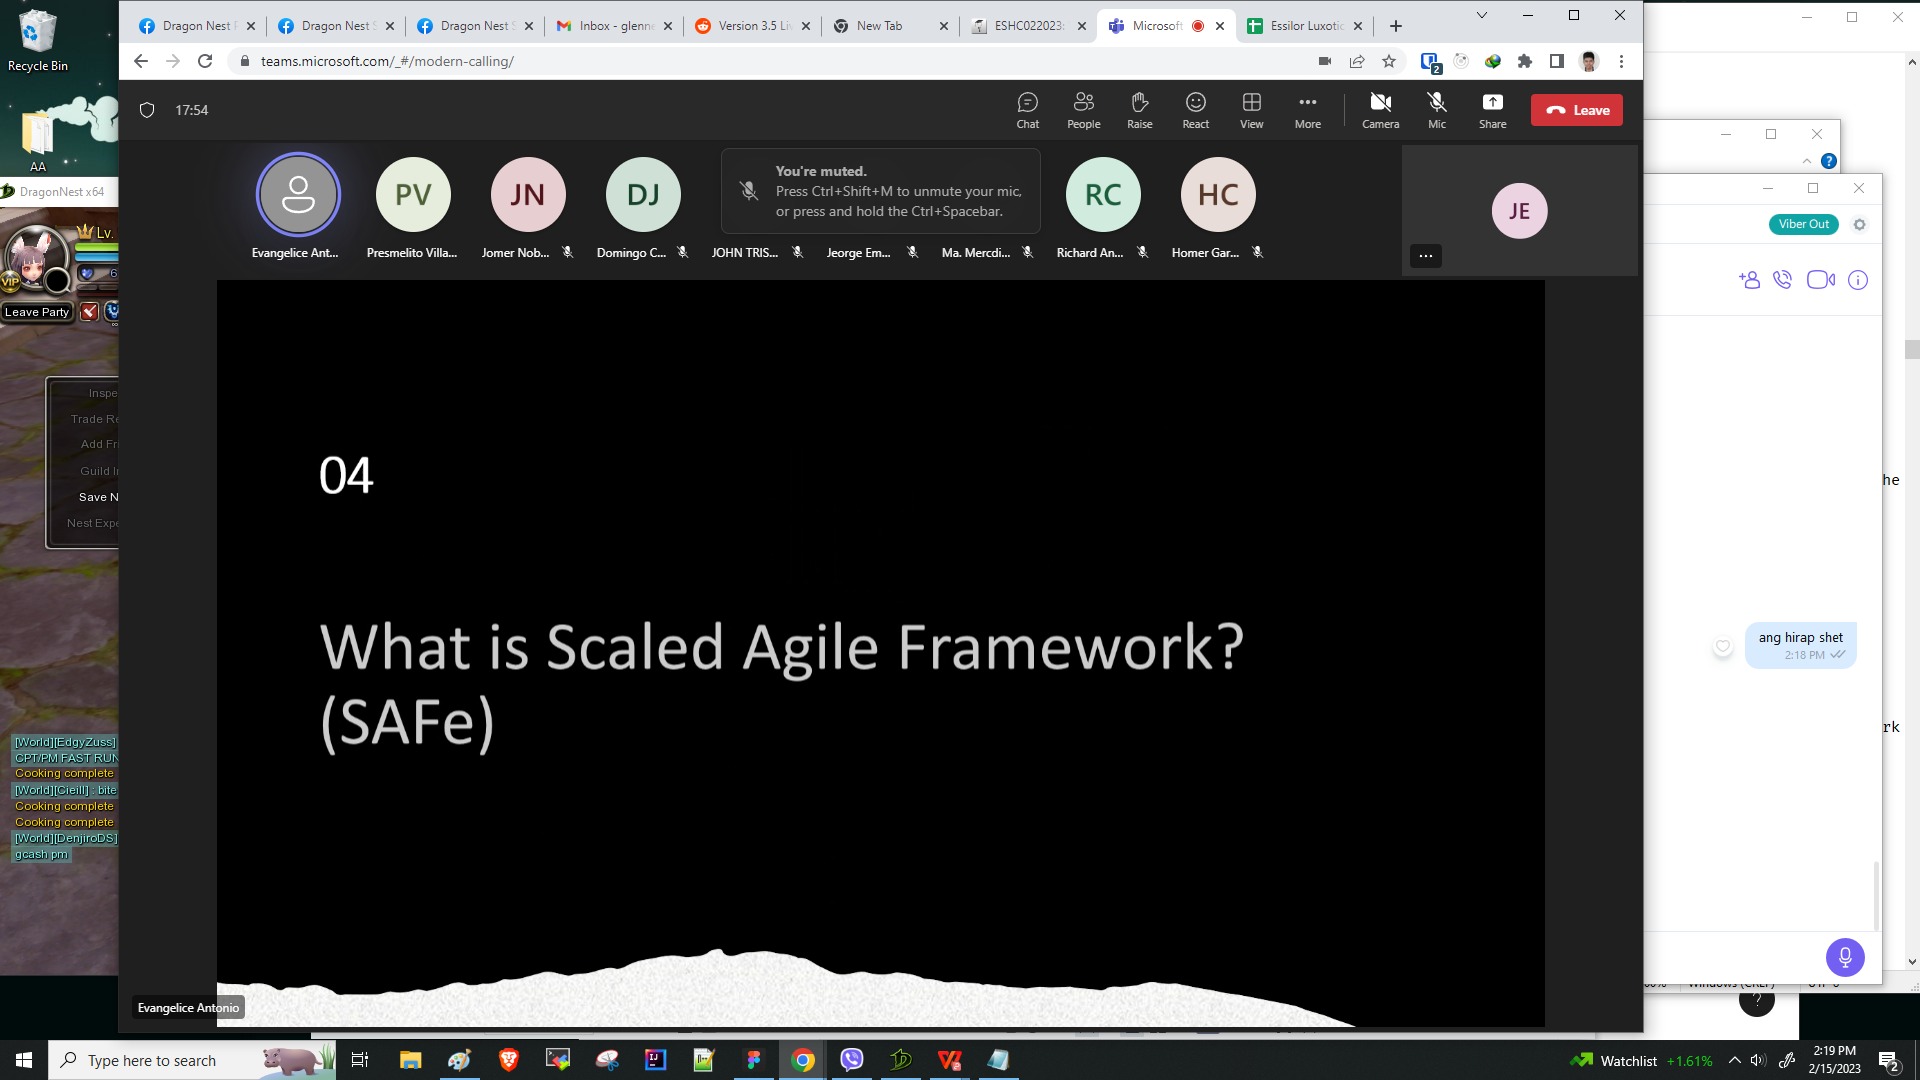 Recycle Bin
AA
DragonNest x64
Lv.
VIP
6
Leave Party
Inspe
Trade Re
Add Fri
Guild I
Save N
Nest Expe
[World][EdgyZuss]
CPT/PM FAST RUN
Cooking complete
[World][Cieill] : bite
Cooking complete
Cooking complete
[World][DenjiroDS]
gcash pm
Dragon Nest
Dragon Nest S
Dragon Nest S
Inbox - glenne
Version 3.5 Li
New Tab
ESHC022023:
Microsoft
Essilor Luxotic
teams.microsoft.com/_#/modern-calling/
2
17:54
Chat
People
Raise
React
View
More
Camera
Mic
Share
Leave
PV
JN
DJ
You're muted.
Press Ctrl+Shift+M to unmute your mic,
or press and hold the Ctrl+Spacebar.
RC
HC
JE
Evangelice Ant...
Presmelito Villa...
Jomer Nob...
Domingo C...
JOHN TRIS...
Jeorge Em...
Ma. Mercdi...
Richard An...
Homer Gar...
04
What is Scaled Agile Framework?
(SAFe)
Evangelice Antonio
Viber Out
he
ang hirap shet
2:18 PM
rk
Type here to search
Watchlist +1.61%
2:19 PM
2/15/2023
2